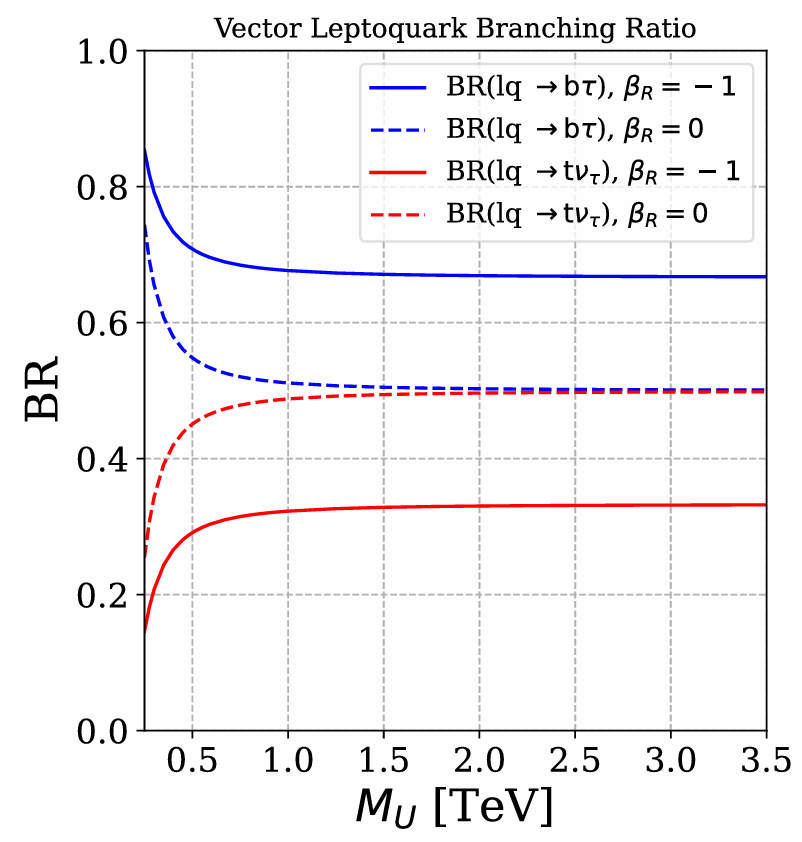 Vector Leptoquark Branching Ratio
BR(lq → bτ), β_R = − 1
BR(lq → bτ), β_R = 0
BR(lq → tν_τ), β_R = − 1
BR(lq → tν_τ), β_R = 0
1.0
0.8
0.6
0.4
0.2
0.0
BR
0.5 1.0 1.5 2.0 2.5 3.0 3.5
M_U [TeV]